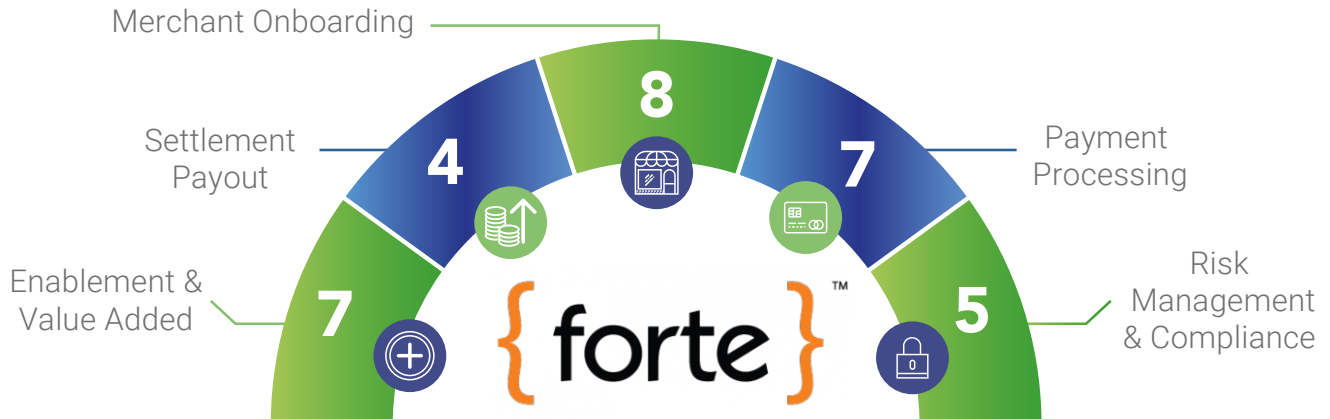 Merchant Onboarding
8
Settlement
Payout
4
7
Payment
Processing
Enablement &
Value Added
7
{forte}™
5
Risk
Management
& Compliance
0